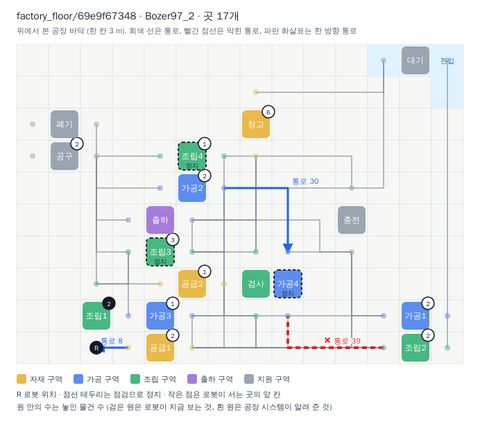 factory_floor/69e9f67348 · Bozer97_2 · 곳 17개
위에서 본 공장 바닥 (한 칸 3 m). 회색 선은 통로, 빨간 점선은 막힌 통로, 파란 화살표는 한 방향 통로
대기
진입
6
창고
폐기
2
공구
1
조립4
정지
2
가공2
통로 30
출하
충전
3
조립3
정지
1
공급2
검사
가공4
정지
2
조립1
1
가공3
2
가공1
R
통로 8
2
공급1
통로 39
2
조립2
자재 구역
가공 구역
조립 구역
출하 구역
지원 구역
R 로봇 위치 · 점선 테두리는 점검으로 정지 · 작은 점은 로봇이 서는 곳의 앞 칸
원 안의 수는 놓인 물건 수 (검은 원은 로봇이 지금 보는 것, 흰 원은 공장 시스템이 알려 준 것)